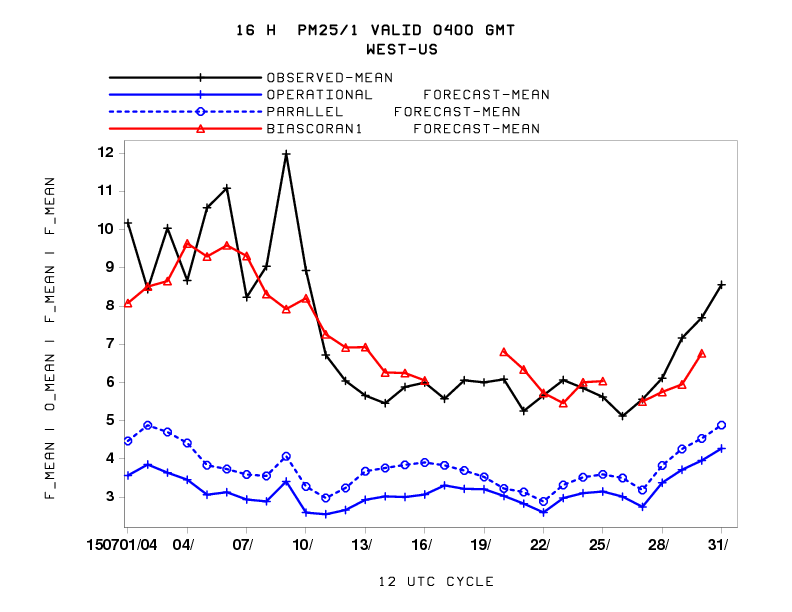 16 H  PM25/1 VALID 0400 GMT
WEST-US
OBSERVED-MEAN
OPERATIONAL     FORECAST-MEAN
PARALLEL     FORECAST-MEAN
BIASCORAN1     FORECAST-MEAN
F_MEAN | O_MEAN | F_MEAN | F_MEAN
12
11
10
9
8
7
6
5
4
3
150701/04 04/ 07/ 10/ 13/ 16/ 19/ 22/ 25/ 28/ 31/
12 UTC CYCLE